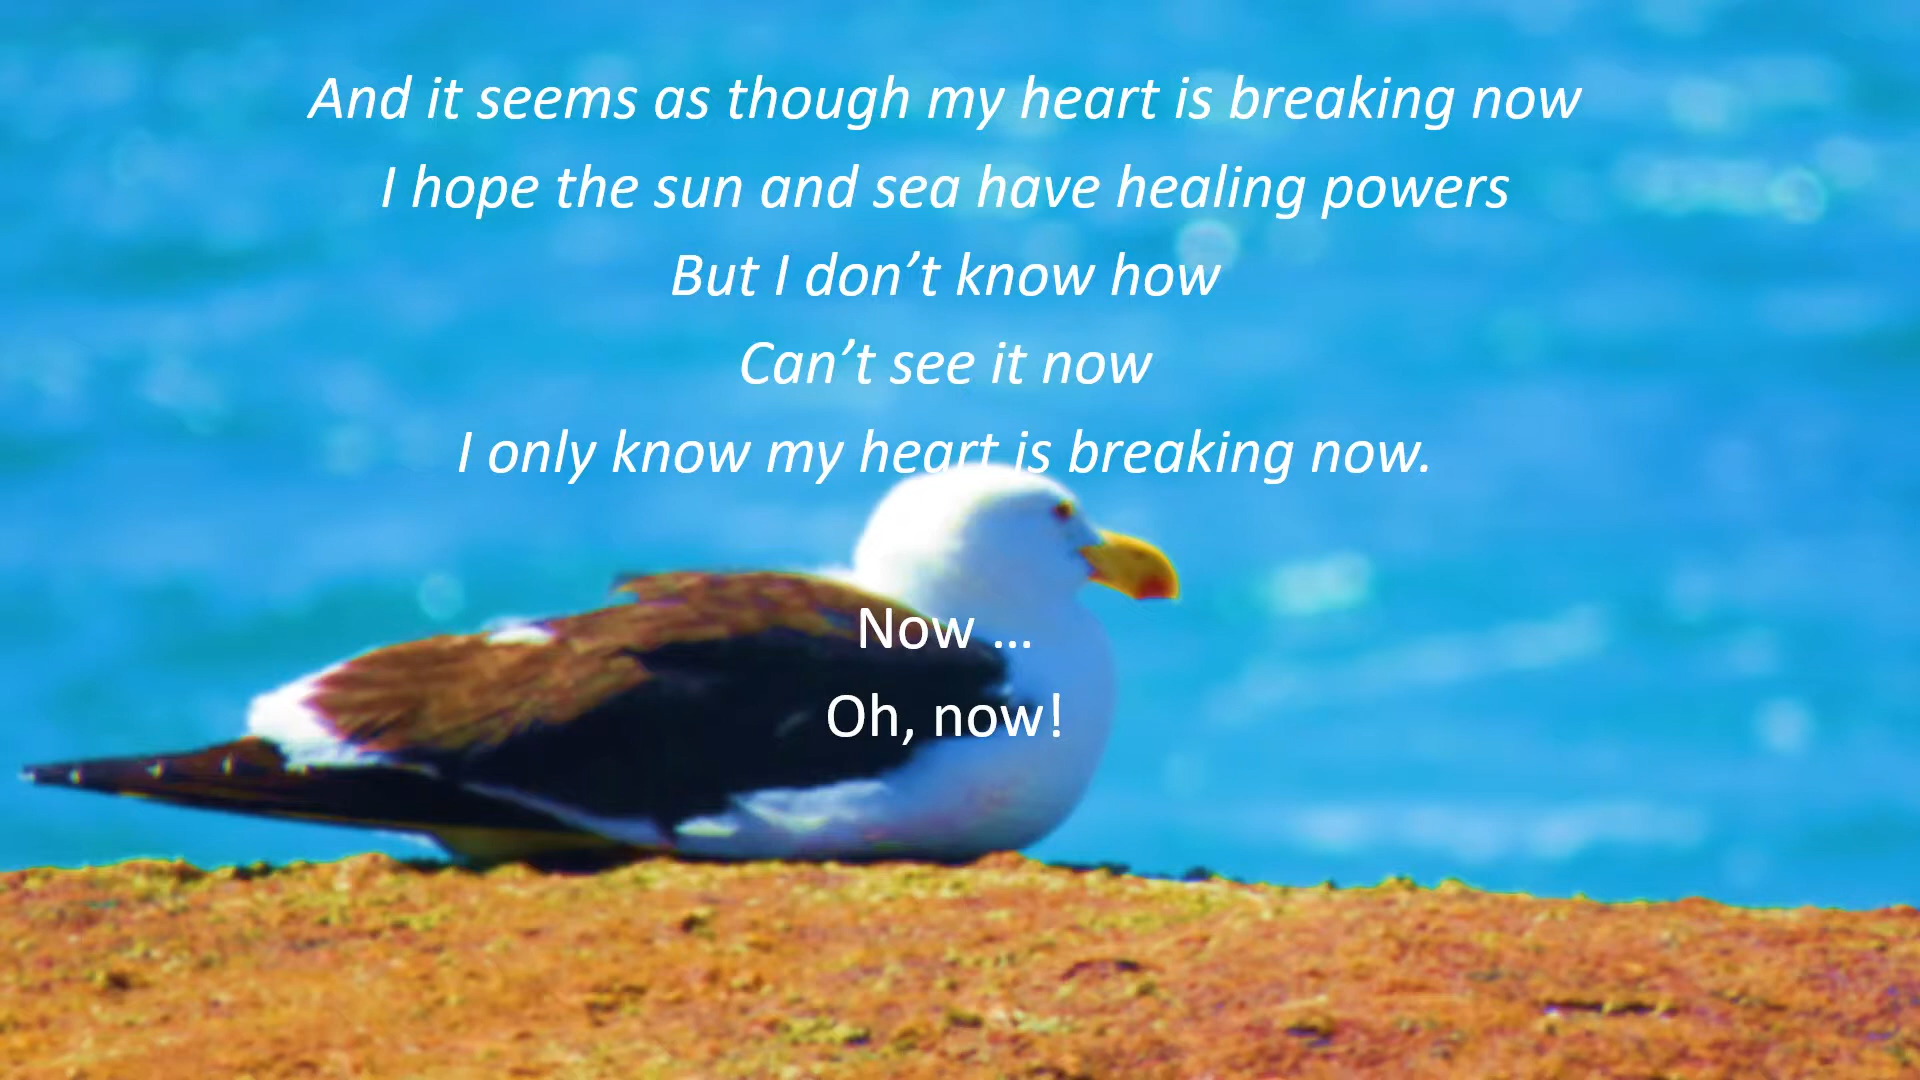 And it seems as though my heart is breaking now
I hope the sun and sea have healing powers
But I don’t know how
Can’t see it now
I only know my heart is breaking now.
Now ...
Oh, now!